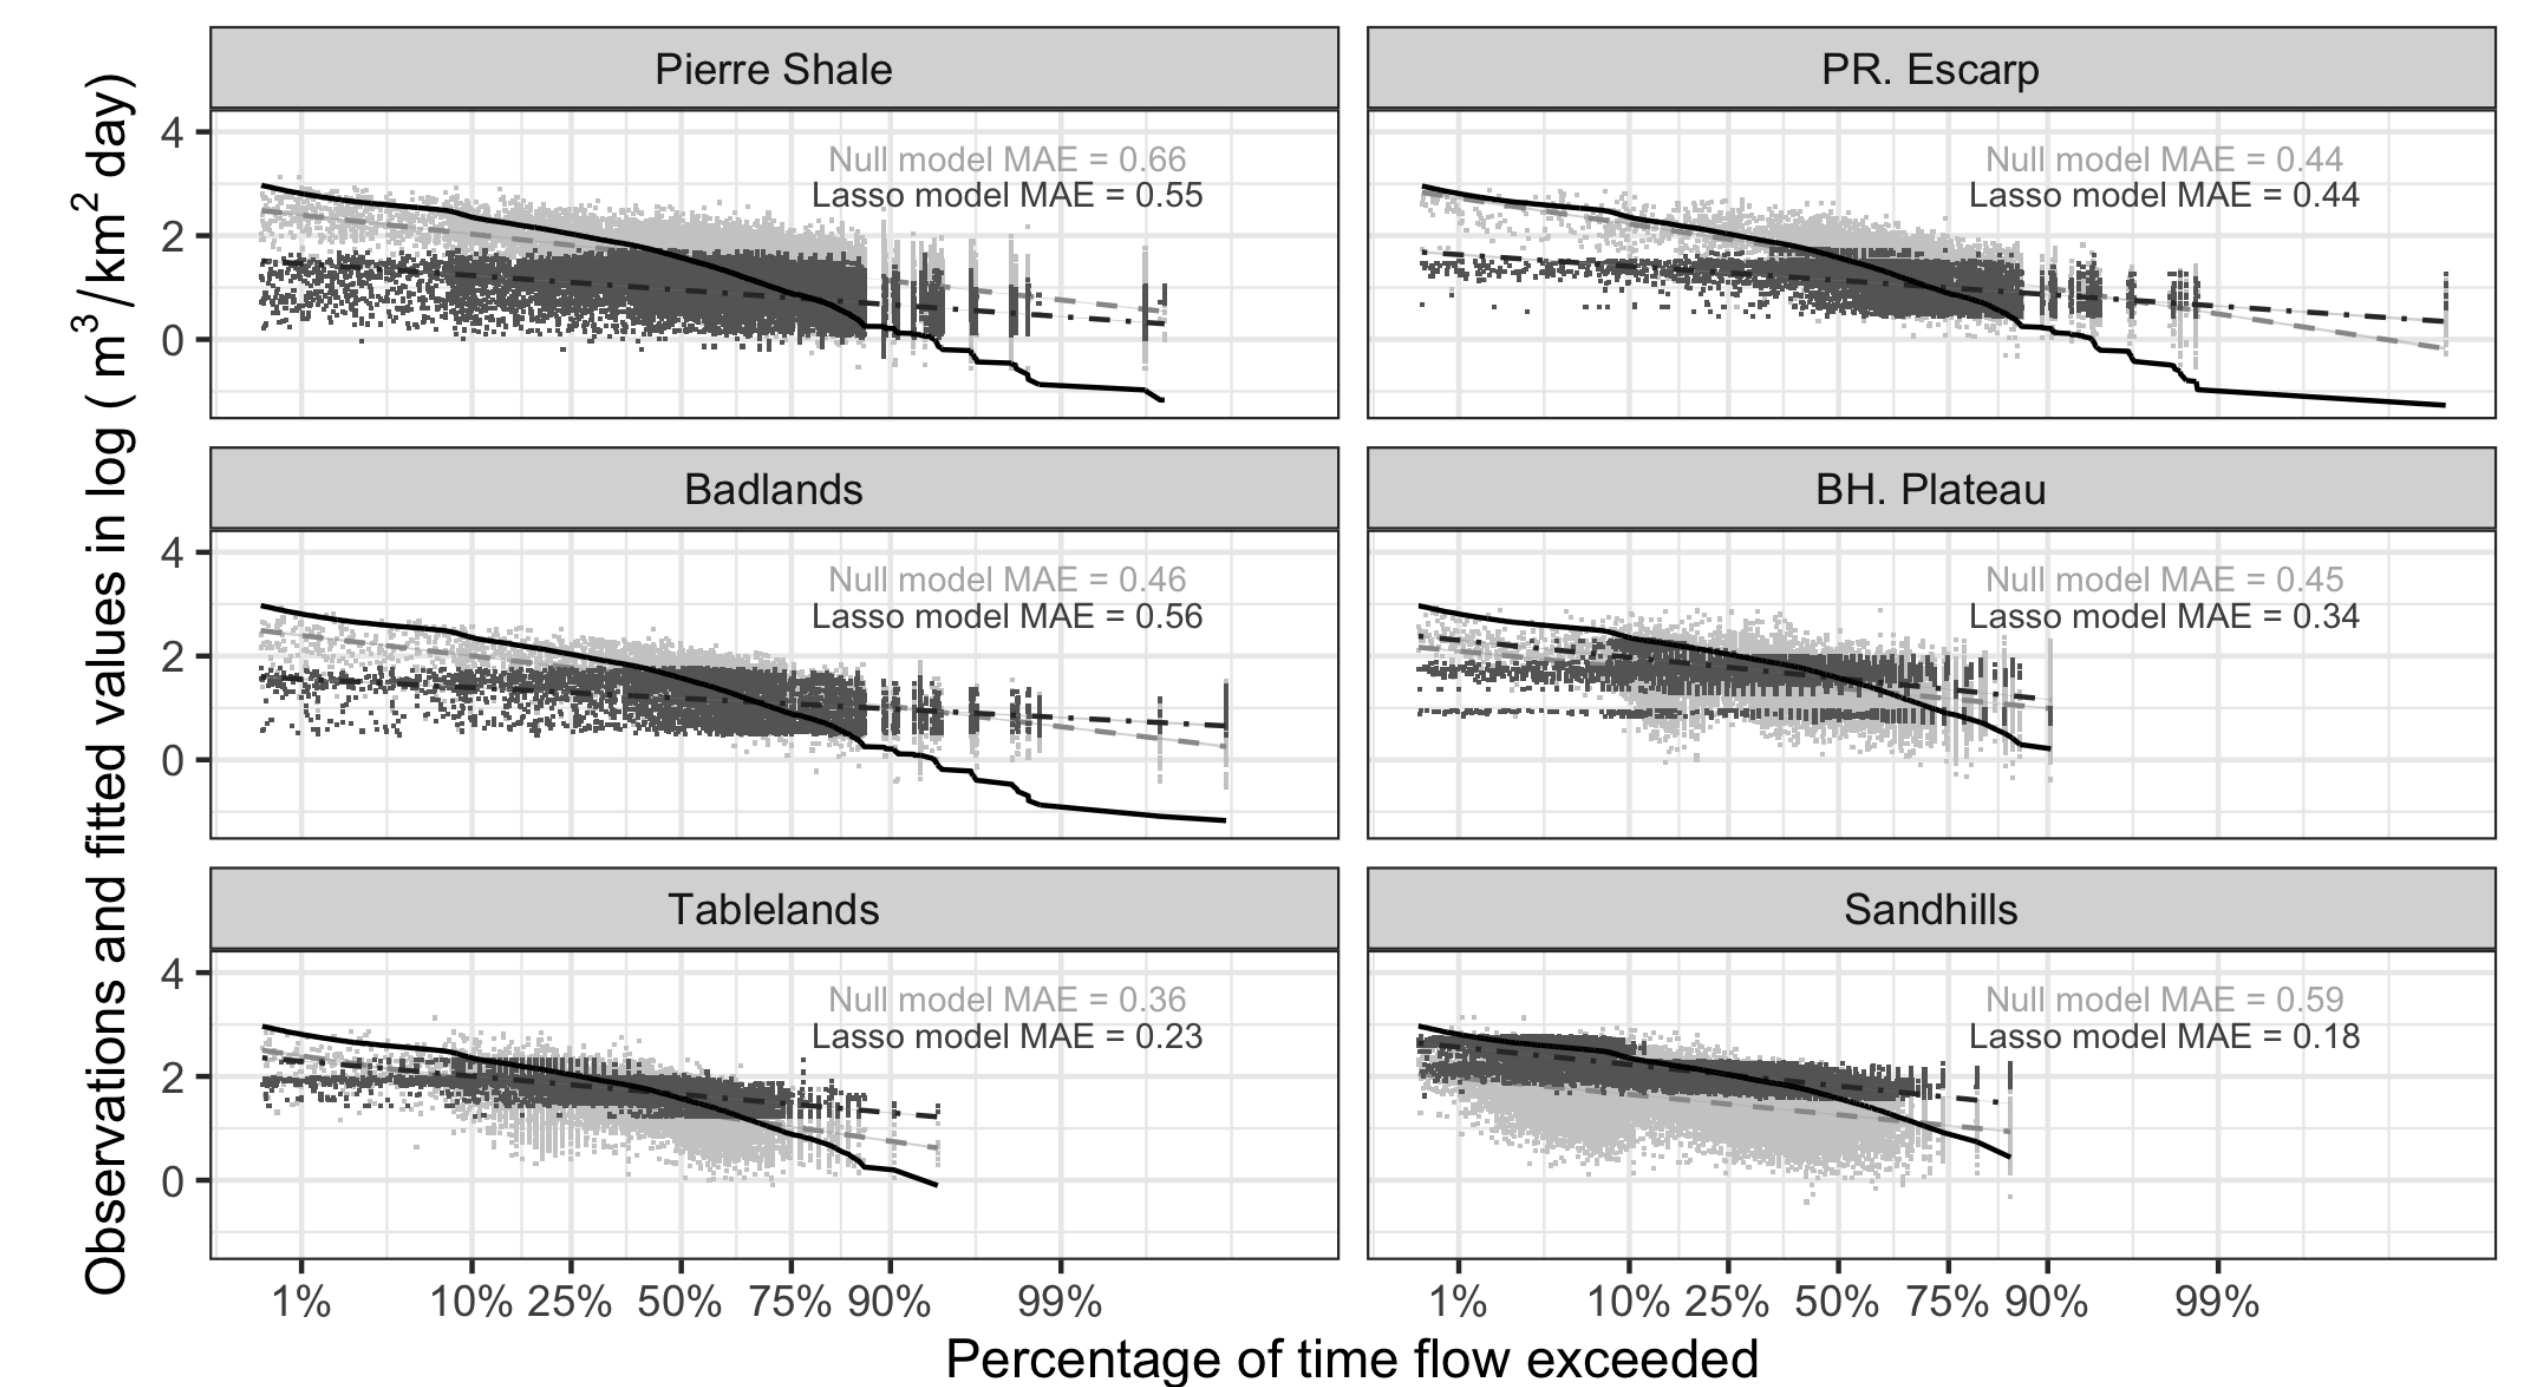 Observations and fitted values in log ( m³/km² day)
Pierre Shale
4
2
0
Null model MAE = 0.66
Lasso model MAE = 0.55
PR. Escarp
Null model MAE = 0.44
Lasso model MAE = 0.44
Badlands
4
2
0
Null model MAE = 0.46
Lasso model MAE = 0.56
BH. Plateau
Null model MAE = 0.45
Lasso model MAE = 0.34
Tablelands
4
2
0
Null model MAE = 0.36
Lasso model MAE = 0.23
Sandhills
Null model MAE = 0.59
Lasso model MAE = 0.18
1% 10% 25% 50% 75% 90% 99%
1% 10% 25% 50% 75% 90% 99%
Percentage of time flow exceeded